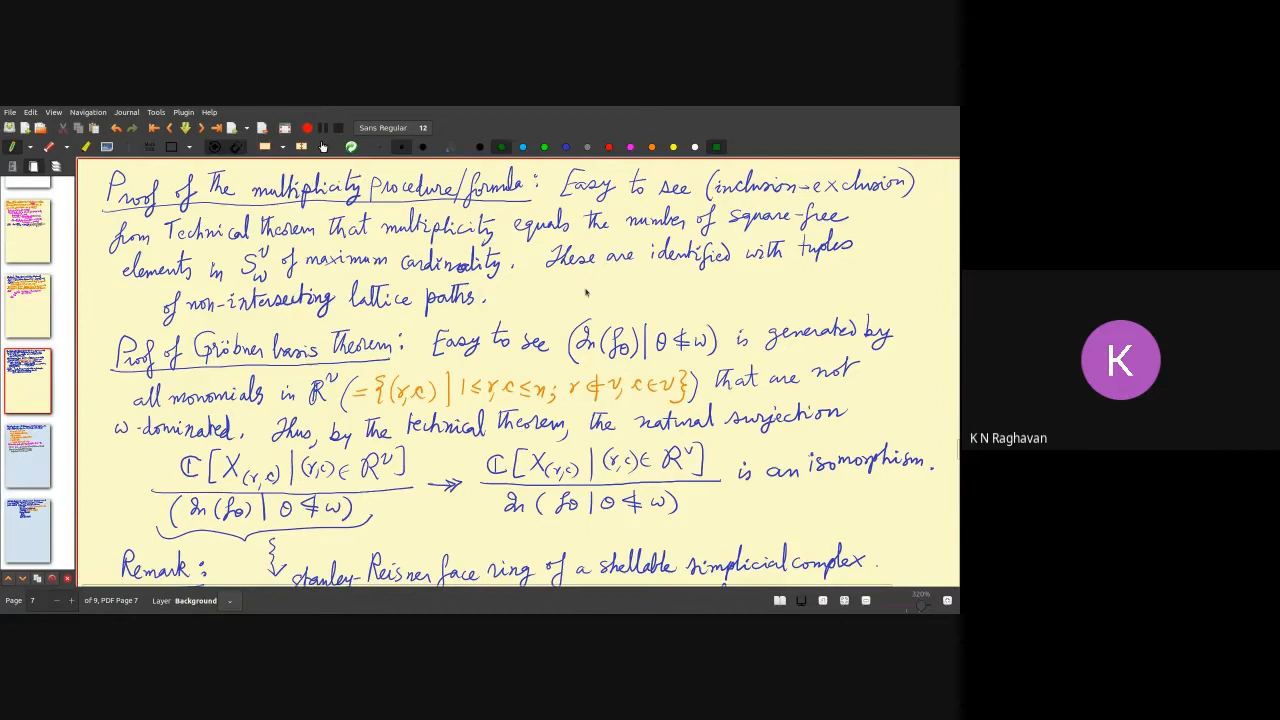 File Edit View Navigation Journal Tools Plugin Help
Sans Regular 12
Proof of the multiplicity procedure/formula: Easy to see (inclusion-exclusion)
from Technical theorem that multiplicity equals the number of square-free
elements in S_w^v of maximum cardinality. These are identified with tuples
of non-intersecting lattice paths.
Proof of Gröbner basis Theorem: Easy to see (In(f_θ) | θ ≰ w) is generated by
all monomials in R^v (= {(r,c) | 1≤r,c≤n; r∉v, c∈v}) that are not
w-dominated. Thus, by the technical theorem, the natural surjection
ℂ[X_(r,c) | (r,c)∈R^v] / (In(f_θ) | θ ≰ w) ↠ ℂ[X_(r,c) | (r,c)∈R^v] / In(f_θ | θ ≰ w) is an isomorphism.
Remark: Stanley-Reisner face ring of a shellable simplicial complex.
Page 7 of 9, PDF Page 7 Layer Background 320%
K
K N Raghavan